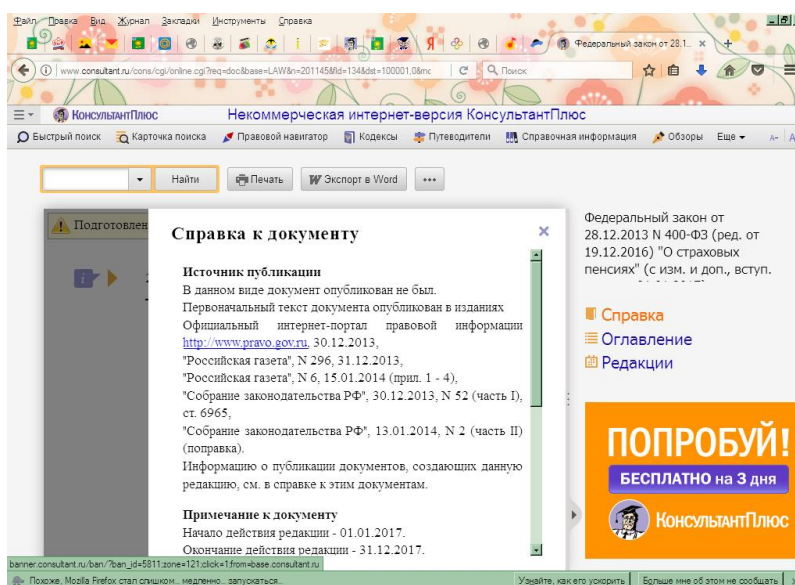 Файл Правка Вид Журнал Закладки Инструменты Справка
Федеральный закон от 28.1...
www.consultant.ru/cons/cgi/online.cgi?req=doc&base=LAW&n=201145&fld=134&dst=100001,0&rnc
Поиск
КонсультантПлюс Некоммерческая интернет-версия КонсультантПлюс
Быстрый поиск Карточка поиска Правовой навигатор Кодексы Путеводители Справочная информация Обзоры Еще
Найти Печать Экспорт в Word
Подготовлен
Справка к документу
Источник публикации
В данном виде документ опубликован не был.
Первоначальный текст документа опубликован в изданиях
Официальный интернет-портал правовой информации
http://www.pravo.gov.ru, 30.12.2013,
"Российская газета", N 296, 31.12.2013,
"Российская газета", N 6, 15.01.2014 (прил. 1 - 4),
"Собрание законодательства РФ", 30.12.2013, N 52 (часть I),
ст. 6965,
"Собрание законодательства РФ", 13.01.2014, N 2 (часть II)
(поправка).
Информацию о публикации документов, создающих данную
редакцию, см. в справке к этим документам.
Примечание к документу
Начало действия редакции - 01.01.2017.
Окончание действия редакции - 31.12.2017.
Федеральный закон от
28.12.2013 N 400-ФЗ (ред. от
19.12.2016) "О страховых
пенсиях" (с изм. и доп., вступ.
Справка
Оглавление
Редакции
ПОПРОБУЙ!
БЕСПЛАТНО на 3 дня
КонсультантПлюс
banner.consultant.ru/ban/?ban_id=5811;zone=121;click=1;from=base.consultant.ru
Похоже, Mozilla Firefox стал слишком... медленно... запускаться... Узнайте, как его ускорить Больше мне об этом не сообщать